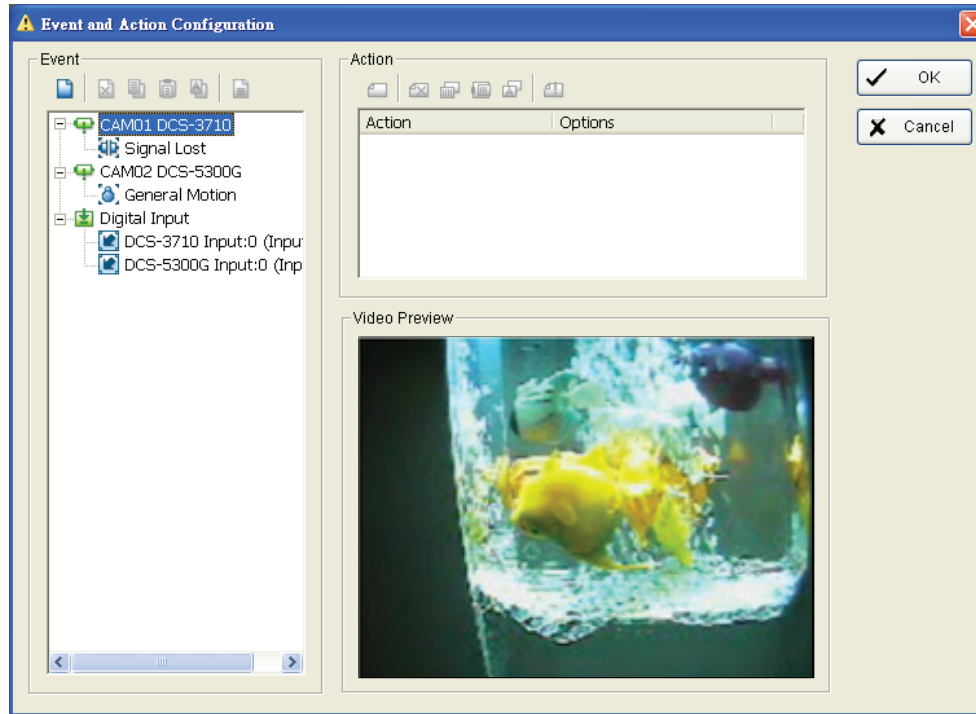 Event and Action Configuration
Event
CAM01 DCS-3710
Signal Lost
CAM02 DCS-5300G
General Motion
Digital Input
DCS-3710 Input:0 (Inpu
DCS-5300G Input:0 (Inp
Action
Action Options
Video Preview
OK
Cancel